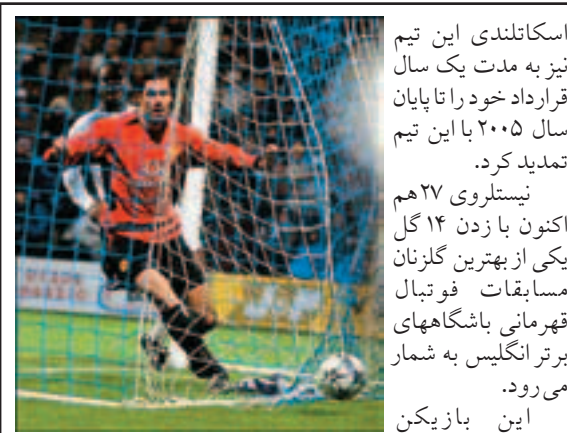 اسکاتلندی این تیم
نیز به مدت یک سال
قرارداد خود را تا پایان
سال ۲۰۰۵ با این تیم
تمدید کرد.
نیستلروی ۲۷ هم
اکنون با زدن ۱۴ گل
یکی از بهترین گلزنان
مسابقات فوتبال
قهرمانی باشگاههای
برتر انگلیس به شمار
می رود.
این بازیکن